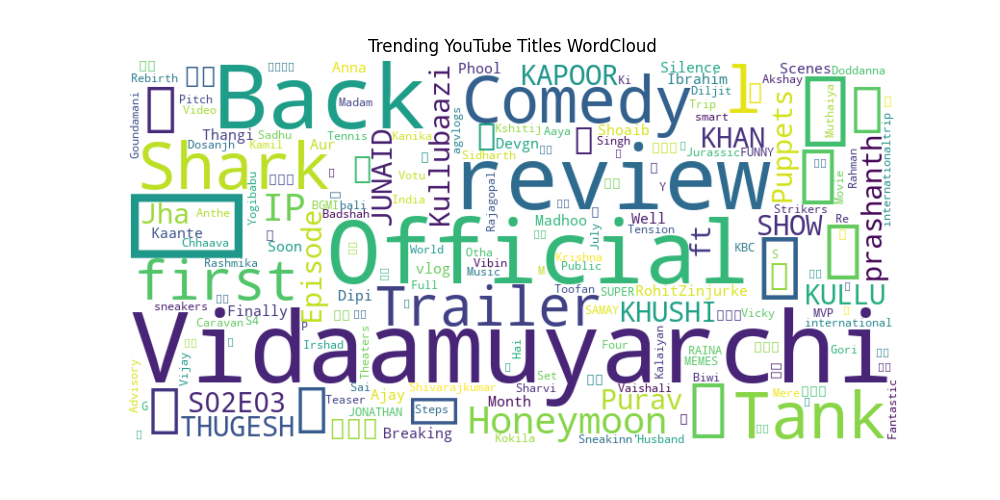 Trending YouTube Titles WordCloud
Rebirth Back Anna Phool KAPOOR Silence Ibrahim Ki Scenes Akshay Doddanna
Goundamani Pitch Video Madam Kullubaazi Comedy l Diljit Trip smart Puppets Muthaiya
Thangi Sadhu Tennis Kanika agvlogs Kshitij Aaya Shoaib Singh KHAN FUNNY internationaltrip
Dosanjh Kamil Aur JUNAID Devgn Sidharth Jurassic Rahman prashanth
Shark Votu review Y Movie
Yogibabu IP BGMI bali India Rajagopal Strikers
Jha Anthe Badshah Madhoo July Well Tension SHOW Re
Kaante Chhaava Soon Episode Official ft KBC S
Rashmika World Otha Vibin Krishna Public M
first vlog Music Full Toofan SUPER RohitZinjurke KULLU
sneakers Finally Dipi Trailer SAMAY KHUSHI Vicky MVP international
Caravan S4 P
Vidaamuyarchi
Vijay Irshad Theaters Hai Four Kalaiyan RAINA MEMES Gori
Advisory Sai Ajay Shivarajkumar Sharvi Set Vaishali Biwi Mere
G S02E03 Teaser JONATHAN Steps Month Purav Tank Fantastic
THUGESH Breaking Honeymoon
Kokila Sneakinn' Husband